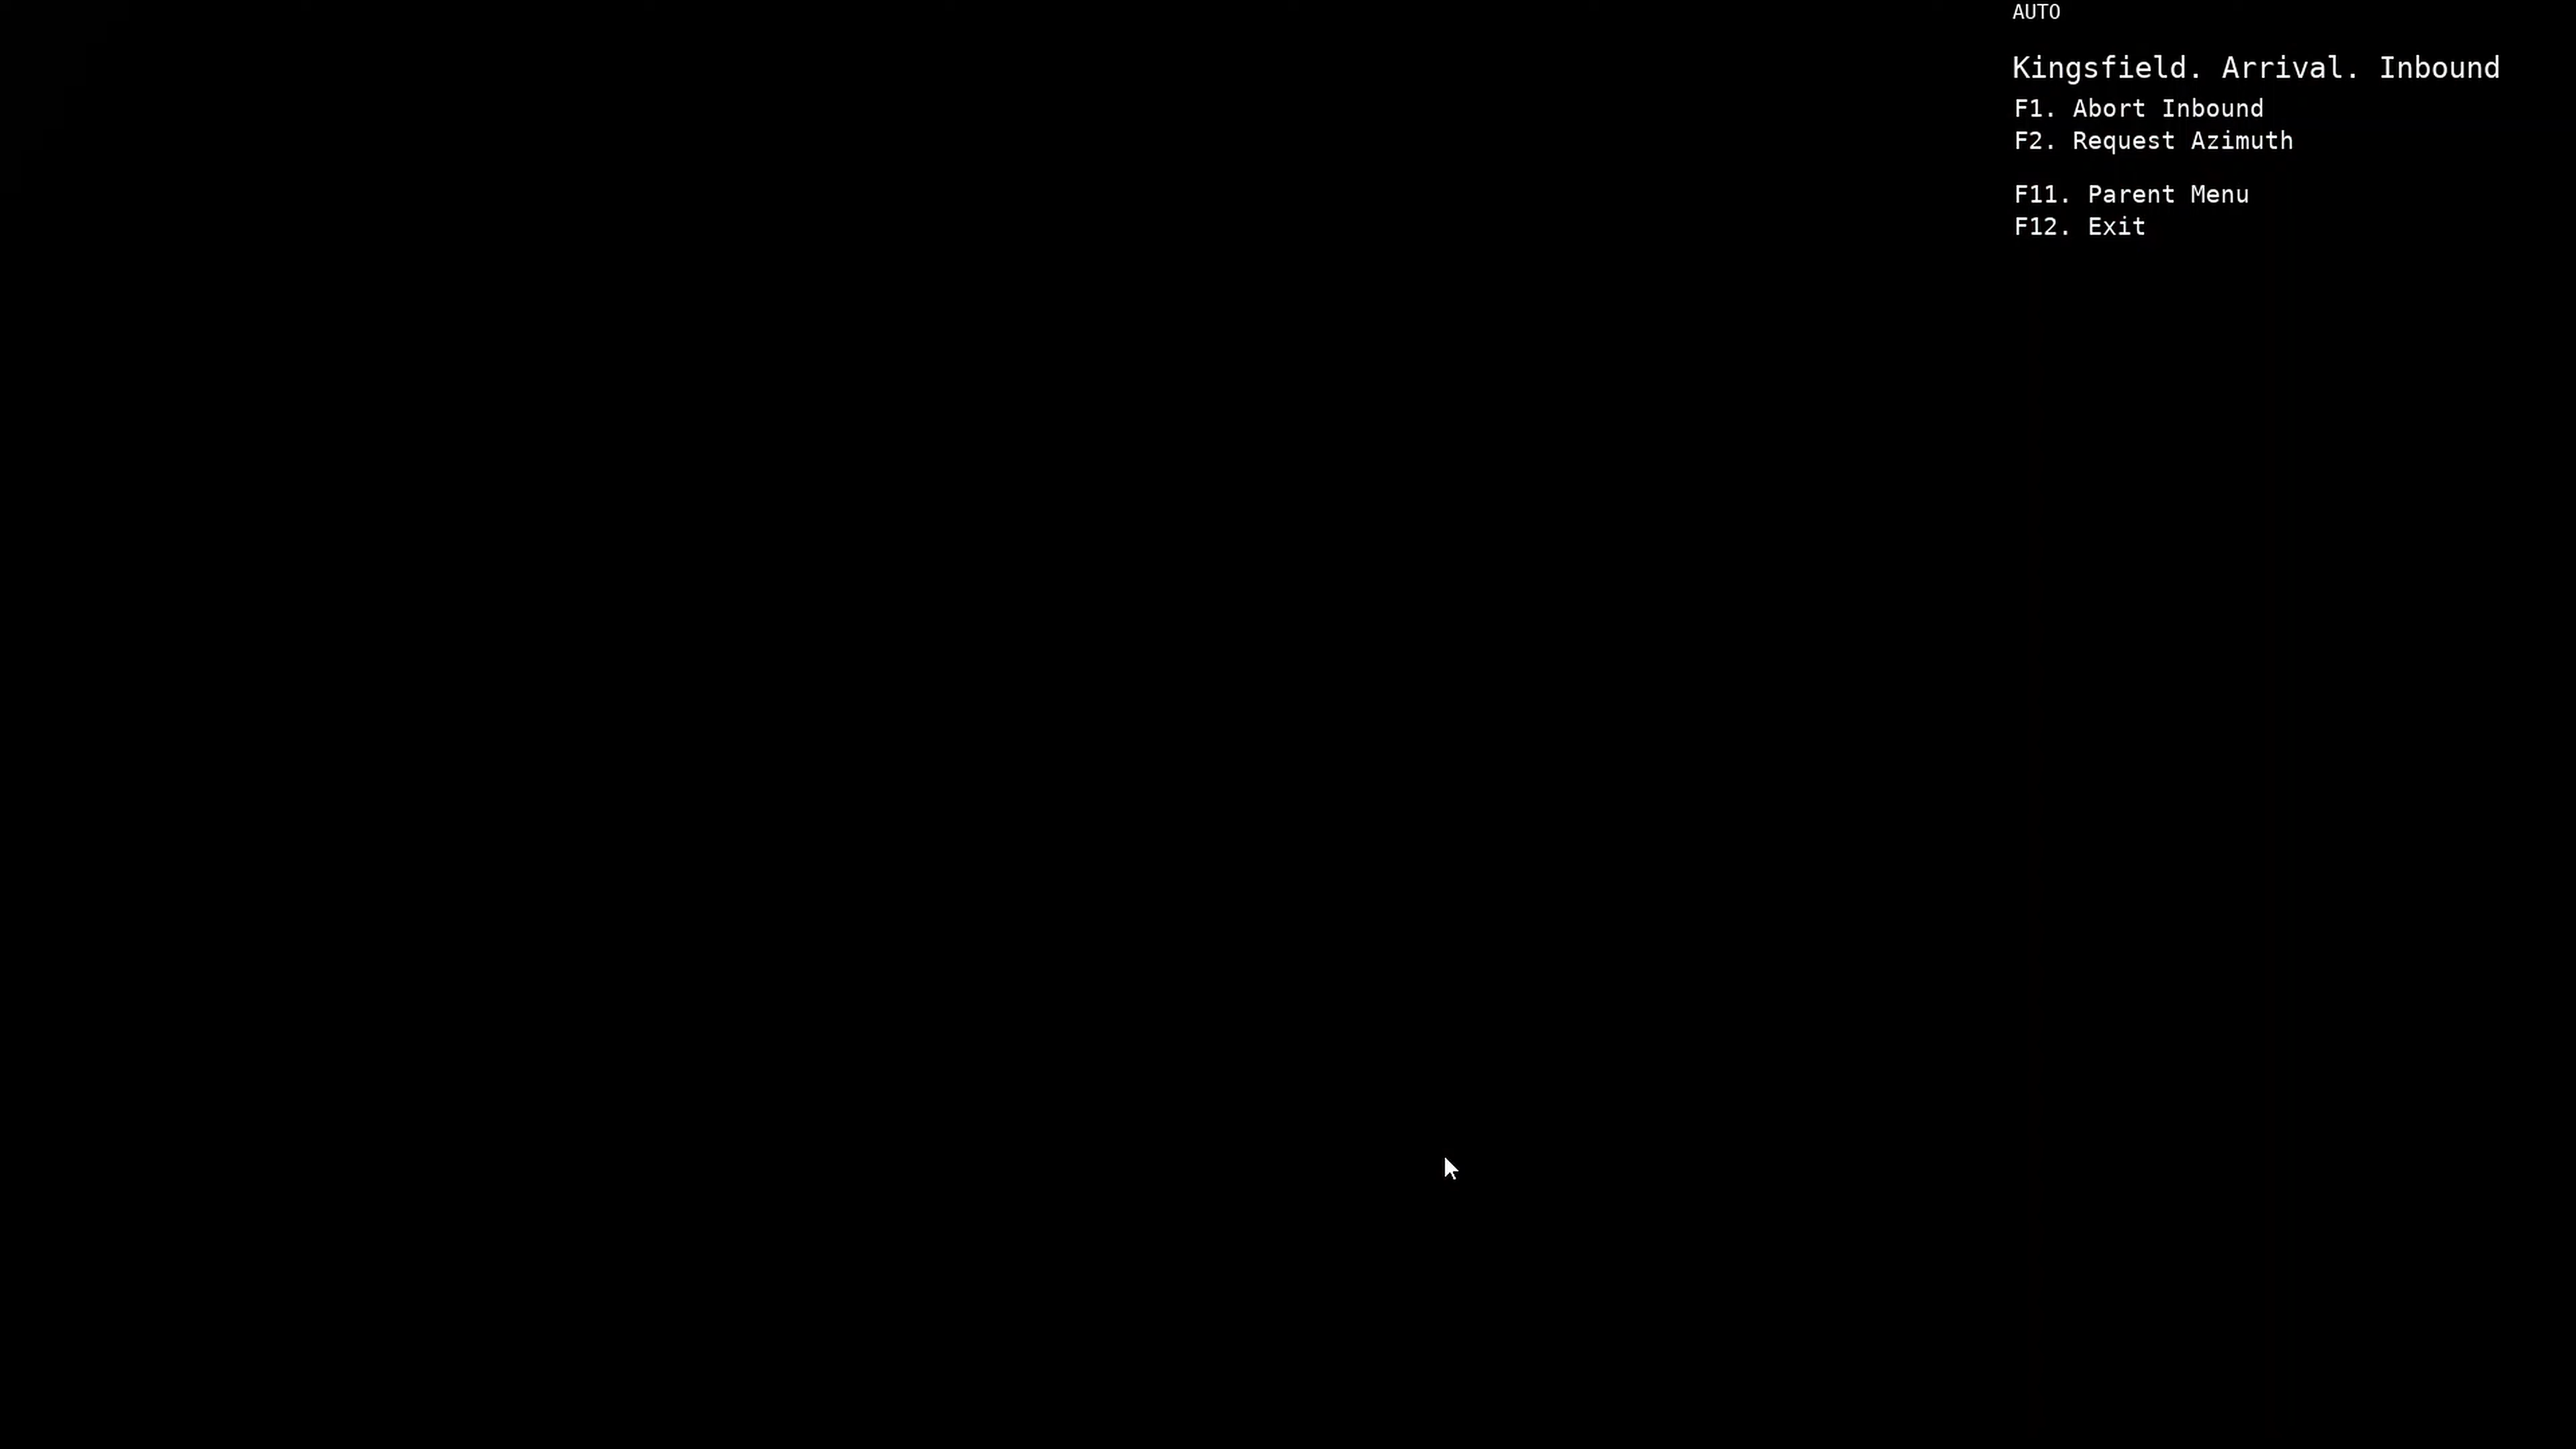 AUTO
Kingsfield. Arrival. Inbound
F1. Abort Inbound
F2. Request Azimuth
F11. Parent Menu
F12. Exit